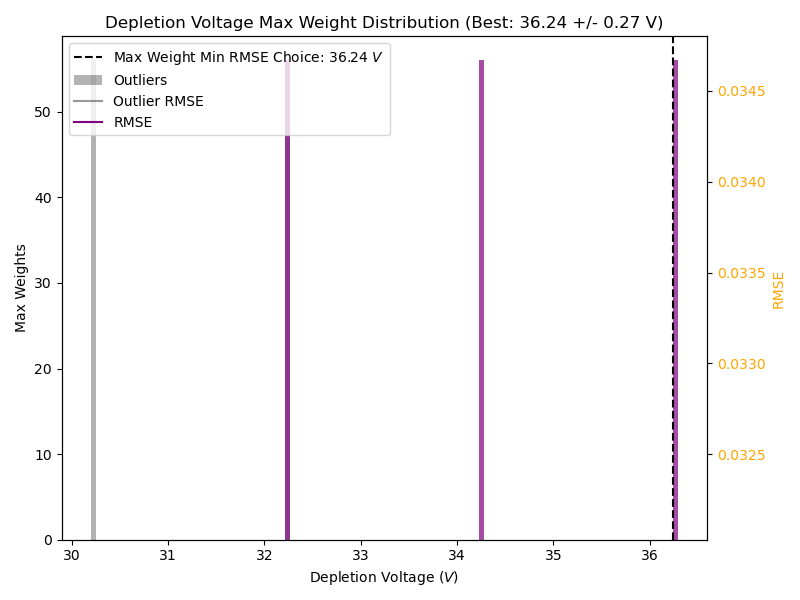 Depletion Voltage Max Weight Distribution (Best: 36.24 +/- 0.27 V)
Max Weight Min RMSE Choice: 36.24 V
Outliers
Outlier RMSE
RMSE
Max Weights
50
40
30
20
10
0
0.0345
0.0340
0.0335
0.0330
0.0325
RMSE
30 31 32 33 34 35 36
Depletion Voltage (V)